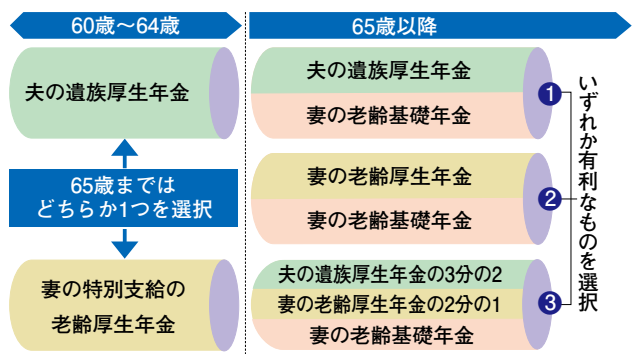 60歳～64歳
夫の遺族厚生年金
65歳までは
どちらか1つを選択
妻の特別支給の
老齢厚生年金
65歳以降
夫の遺族厚生年金
妻の老齢基礎年金
1
妻の老齢厚生年金
妻の老齢基礎年金
2
夫の遺族厚生年金の3分の2
妻の老齢厚生年金の2分の1
妻の老齢基礎年金
3
いずれか有利なものを選択